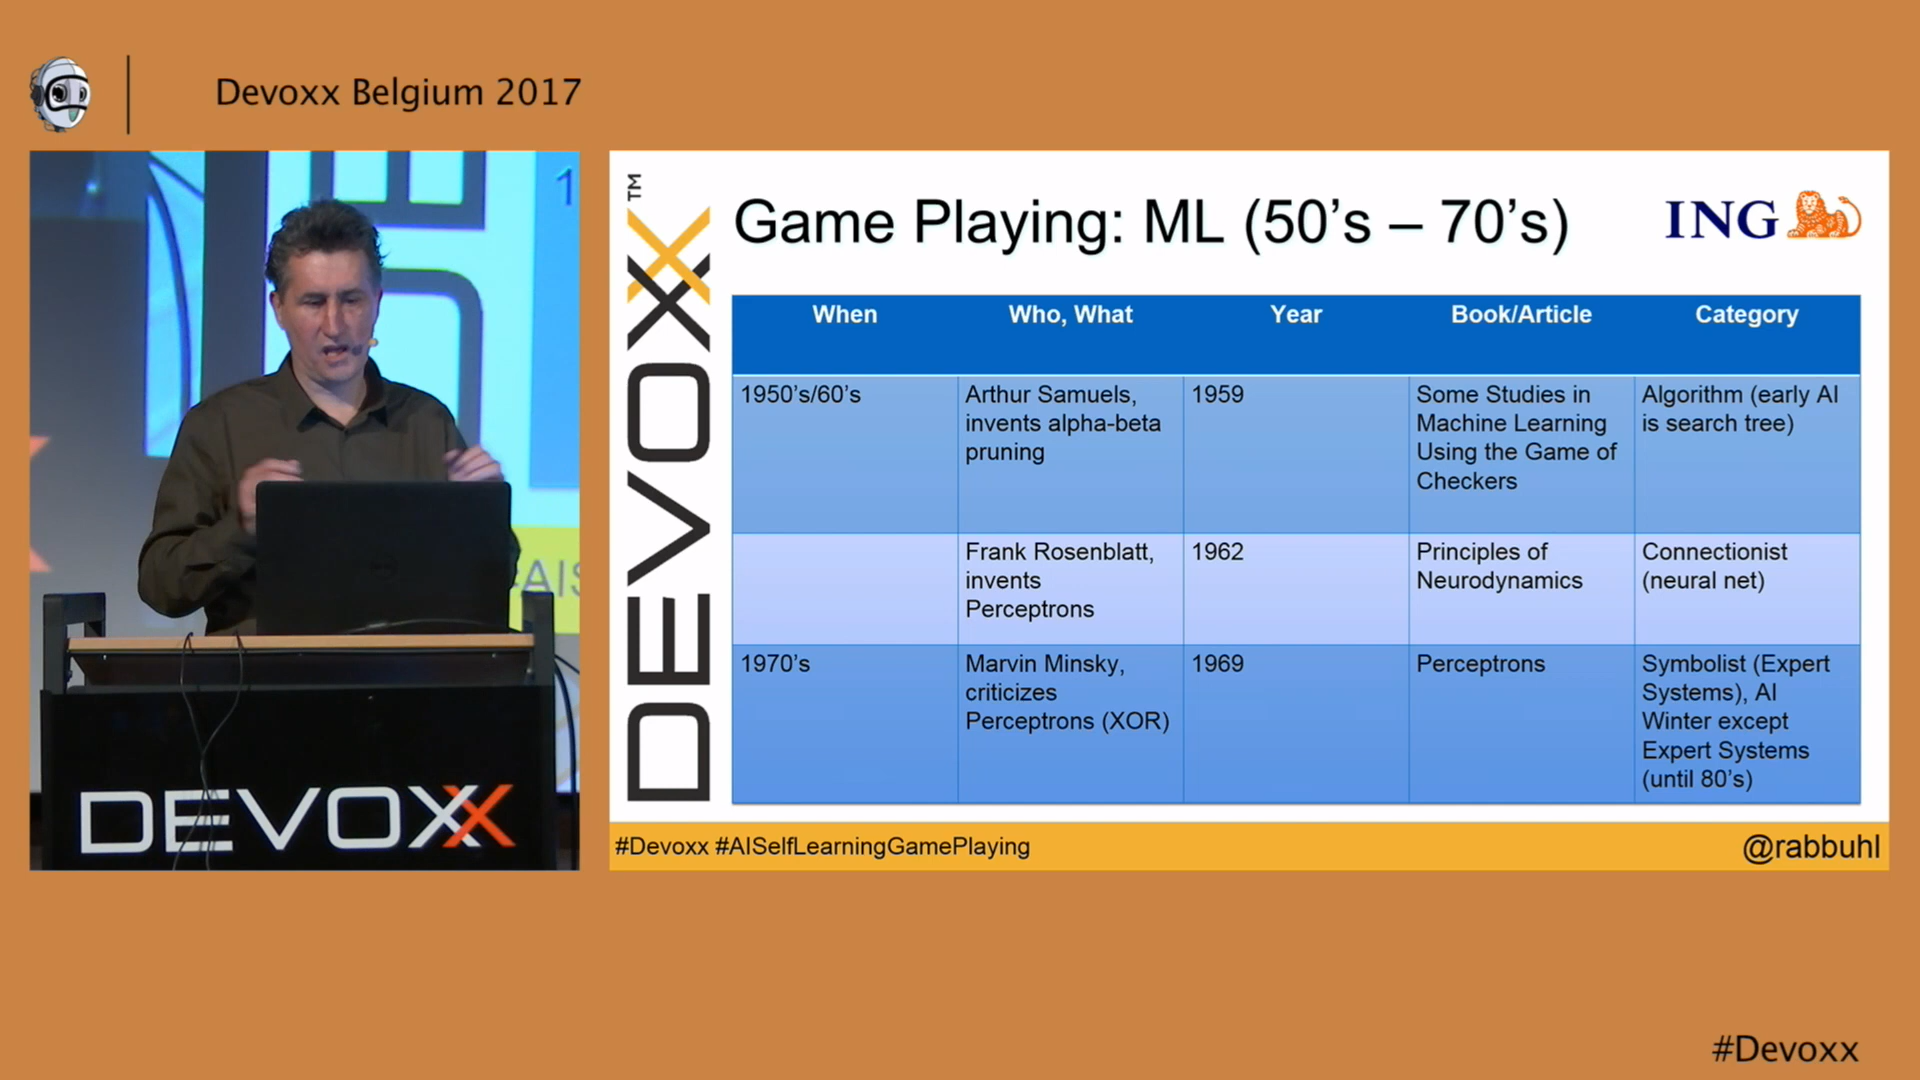 Devoxx Belgium 2017
1
AIS
DEVOXX
DEVOXX™
Game Playing: ML (50’s – 70’s)
ING
When
Who, What
Year
Book/Article
Category
1950’s/60’s
Arthur Samuels,
invents alpha-beta
pruning
1959
Some Studies in
Machine Learning
Using the Game of
Checkers
Algorithm (early AI
is search tree)
Frank Rosenblatt,
invents
Perceptrons
1962
Principles of
Neurodynamics
Connectionist
(neural net)
1970’s
Marvin Minsky,
criticizes
Perceptrons (XOR)
1969
Perceptrons
Symbolist (Expert
Systems), AI
Winter except
Expert Systems
(until 80’s)
#Devoxx #AISelfLearningGamePlaying
@rabbuhl
#Devoxx